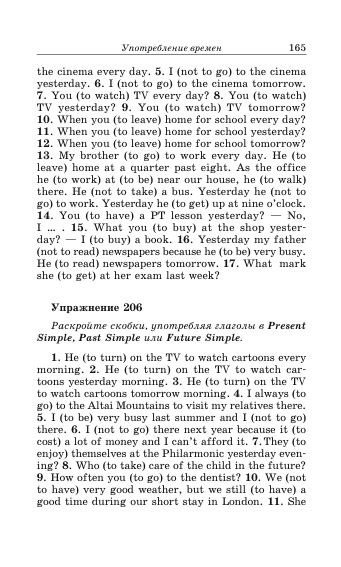 Употребление времен 165
the cinema every day. 5. I (not to go) to the cinema
yesterday. 6. I (not to go) to the cinema tomorrow.
7. You (to watch) TV every day? 8. You (to watch)
TV yesterday? 9. You (to watch) TV tomorrow?
10. When you (to leave) home for school every day?
11. When you (to leave) home for school yesterday?
12. When you (to leave) home for school tomorrow?
13. My brother (to go) to work every day. He (to
leave) home at a quarter past eight. As the office
he (to work) at (to be) near our house, he (to walk)
there. He (not to take) a bus. Yesterday he (not to
go) to work. Yesterday he (to get) up at nine o'clock.
14. You (to have) a PT lesson yesterday? — No,
I ... . 15. What you (to buy) at the shop yester-
day? — I (to buy) a book. 16. Yesterday my father
(not to read) newspapers because he (to be) very busy.
He (to read) newspapers tomorrow. 17. What mark
she (to get) at her exam last week?
Упражнение 206
Раскройте скобки, употребляя глаголы в Present
Simple, Past Simple или Future Simple.
1. He (to turn) on the TV to watch cartoons every
morning. 2. He (to turn) on the TV to watch car-
toons yesterday morning. 3. He (to turn) on the TV
to watch cartoons tomorrow morning. 4. I always (to
go) to the Altai Mountains to visit my relatives there.
5. I (to be) very busy last summer and I (not to go)
there. 6. I (not to go) there next year because it (to
cost) a lot of money and I can't afford it. 7. They (to
enjoy) themselves at the Philarmonic yesterday even-
ing? 8. Who (to take) care of the child in the future?
9. How often you (to go) to the dentist? 10. We (not
to have) very good weather, but we still (to have) a
good time during our short stay in London. 11. She